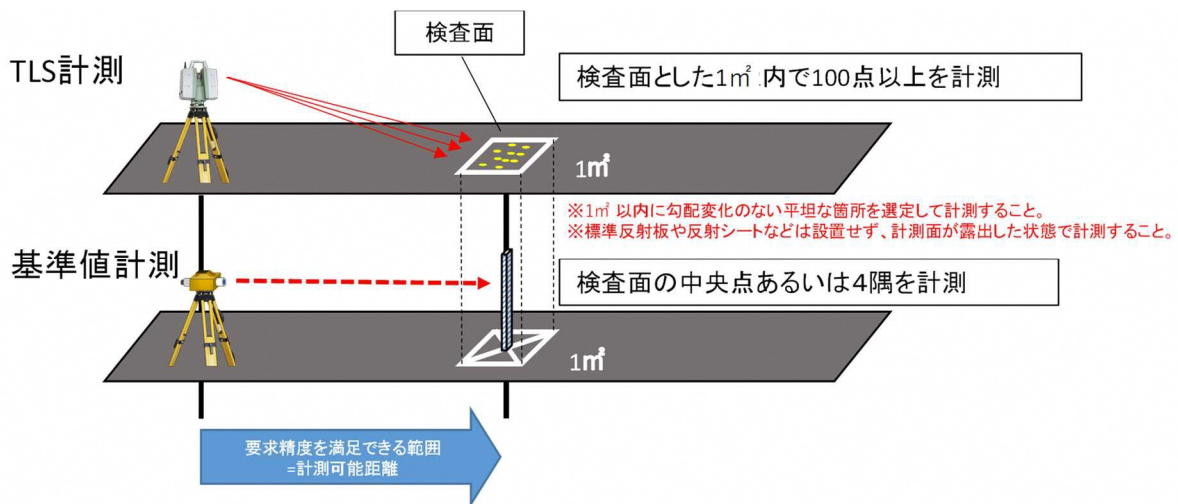 検査面
TLS計測
検査面とした1㎡内で100点以上を計測
1㎡
※1㎡以内に勾配変化のない平坦な箇所を選定して計測すること。
※標準反射板や反射シートなどは設置せず、計測面が露出した状態で計測すること。
基準値計測
検査面の中央点あるいは4隅を計測
1㎡
要求精度を満足できる範囲
=計測可能距離